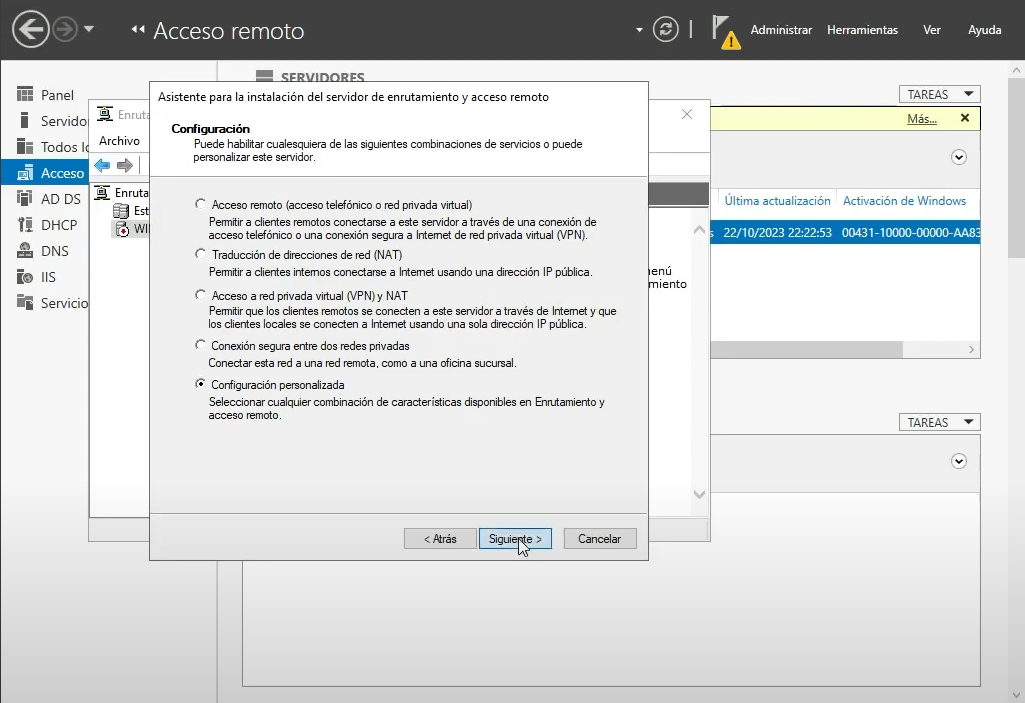 Acceso remoto
Administrar
Herramientas
Ver
Ayuda
Panel
Servido
Todos lo
Acceso
AD DS
DHCP
DNS
IIS
Servicio
SERVIDORES
TAREAS
Más...
Última actualización
Activación de Windows
22/10/2023 22:22:53
00431-10000-00000-AA83
TAREAS
Enruta
Archivo
Enruta
Est
WI
enú
miento
Asistente para la instalación del servidor de enrutamiento y acceso remoto
Configuración
Puede habilitar cualesquiera de las siguientes combinaciones de servicios o puede
personalizar este servidor.
Acceso remoto (acceso telefónico o red privada virtual)
Permitir a clientes remotos conectarse a este servidor a través de una conexión de
acceso telefónico o una conexión segura a Internet de red privada virtual (VPN).
Traducción de direcciones de red (NAT)
Permitir a clientes internos conectarse a Internet usando una dirección IP pública.
Acceso a red privada virtual (VPN) y NAT
Permitir que los clientes remotos se conecten a este servidor a través de Internet y que
los clientes locales se conecten a Internet usando una sola dirección IP pública.
Conexión segura entre dos redes privadas
Conectar esta red a una red remota, como a una oficina sucursal.
Configuración personalizada
Seleccionar cualquier combinación de características disponibles en Enrutamiento y
acceso remoto.
< Atrás
Siguiente >
Cancelar